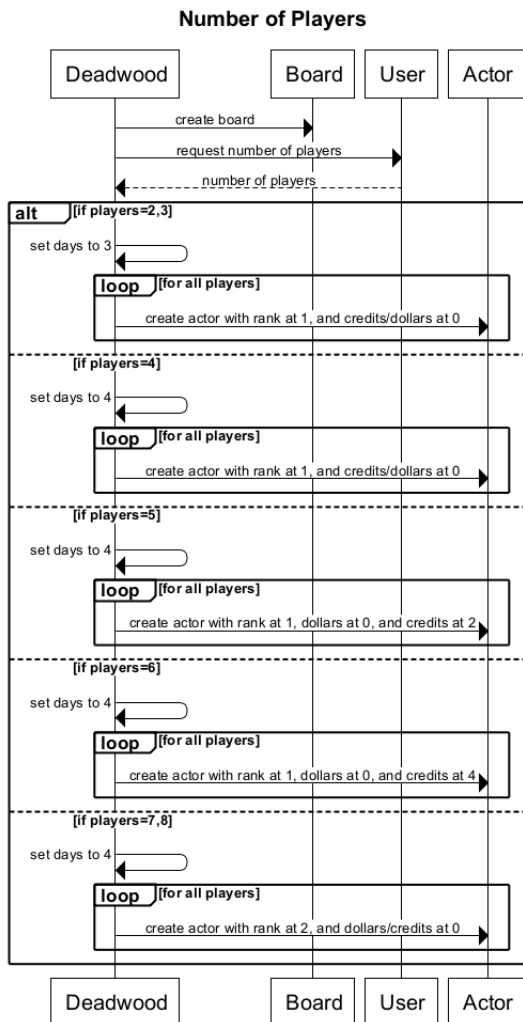 Number of Players
Deadwood Board User Actor
create board
request number of players
number of players
alt [if players=2,3]
set days to 3
loop [for all players]
create actor with rank at 1, and credits/dollars at 0
[if players=4]
set days to 4
loop [for all players]
create actor with rank at 1, and credits/dollars at 0
[if players=5]
set days to 4
loop [for all players]
create actor with rank at 1, dollars at 0, and credits at 2
[if players=6]
set days to 4
loop [for all players]
create actor with rank at 1, dollars at 0, and credits at 4
[if players=7,8]
set days to 4
loop [for all players]
create actor with rank at 2, and dollars/credits at 0
Deadwood Board User Actor